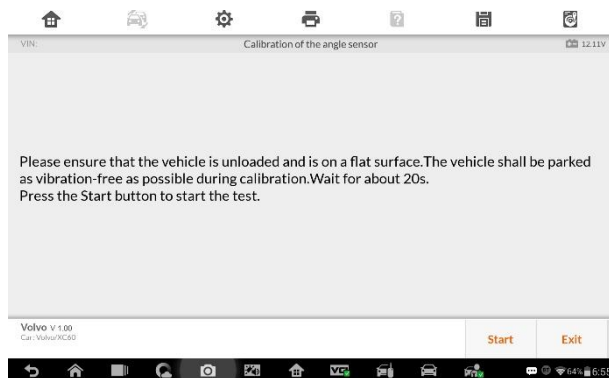 VIN:
Calibration of the angle sensor
12.11V
Please ensure that the vehicle is unloaded and is on a flat surface.The vehicle shall be parked
as vibration-free as possible during calibration.Wait for about 20s.
Press the Start button to start the test.
Volvo V 1.00
Car: Volvo/XC60
Start
Exit
64%
6:55